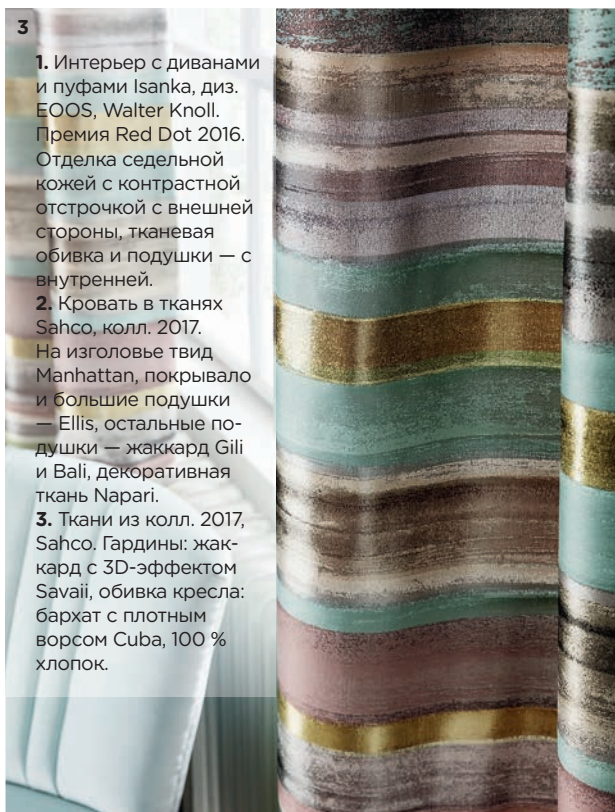 3
1. Интерьер с диванами
и пуфами Isanka, диз.
EOOS, Walter Knoll.
Премия Red Dot 2016.
Отделка седельной
кожей с контрастной
отстрочкой с внешней
стороны, тканевая
обивка и подушки — с
внутренней.
2. Кровать в тканях
Sahco, колл. 2017.
На изголовье твид
Manhattan, покрывало
и большие подушки
— Ellis, остальные по-
душки — жаккард Gili
и Bali, декоративная
ткань Napari.
3. Ткани из колл. 2017,
Sahco. Гардины: жак-
кард с 3D-эффектом
Savaii, обивка кресла:
бархат с плотным
ворсом Cuba, 100 %
хлопок.